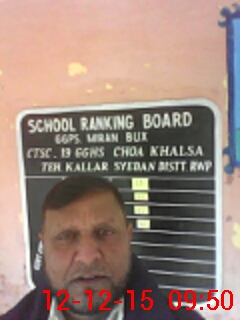 SCHOOL RANKING BOARD
GGPS. MIRAN BUX
CTSC. 13 GGHS CHOA KHALSA
TEH KALLAR SYEDAN DISTT RWP
12-12-15 09:50